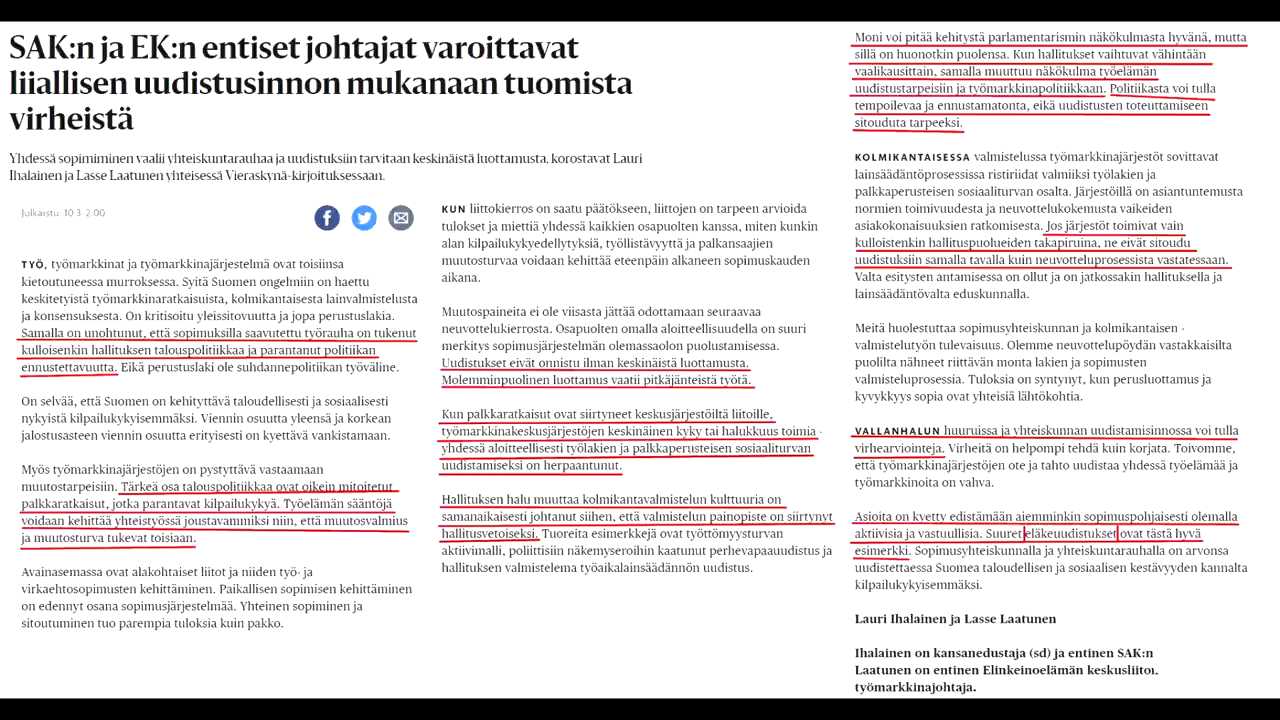 SAK:n ja EK:n entiset johtajat varoittavat
liiallisen uudistusinnon mukanaan tuomista
virheistä
Yhdessä sopimiminen vaalii yhteiskuntarauhaa ja uudistuksiin tarvitaan keskinäistä luottamusta, korostavat Lauri
Ihalainen ja Lasse Laatunen yhteisessä Vieraskynä-kirjoituksessaan.
Julkaistu: 10.3. 2:00
TYÖ, työmarkkinat ja työmarkkinajärjestelmä ovat toisiinsa
kietoutuneessa murroksessa. Syitä Suomen ongelmiin on haettu
keskitetyistä työmarkkinaratkaisuista, kolmikantaisesta lainvalmistelusta
ja konsensuksesta. On kritisoitu yleissitovuutta ja jopa perustuslakia.
Samalla on unohtunut, että sopimuksilla saavutettu työrauha on tukenut
kulloisenkin hallituksen talouspolitiikkaa ja parantanut politiikan
ennustettavuutta. Eikä perustuslaki ole suhdannepolitiikan työväline.
On selvää, että Suomen on kehityttävä taloudellisesti ja sosiaalisesti
nykyistä kilpailukykyisemmäksi. Viennin osuutta yleensä ja korkean
jalostusasteen viennin osuutta erityisesti on kyettävä vankistamaan.
Myös työmarkkinajärjestöjen on pystyttävä vastaamaan
muutostarpeisiin. Tärkeä osa talouspolitiikkaa ovat oikein mitoitetut
palkkaratkaisut, jotka parantavat kilpailukykyä. Työelämän sääntöjä
voidaan kehittää yhteistyössä joustavammiksi niin, että muutosvalmius
ja muutosturva tukevat toisiaan.
Avainasemassa ovat alakohtaiset liitot ja niiden työ- ja
virkaehtosopimusten kehittäminen. Paikallisen sopimisen kehittäminen
on edennyt osana sopimusjärjestelmää. Yhteinen sopiminen ja
sitoutuminen tuo parempia tuloksia kuin pakko.
KUN liittokierros on saatu päätökseen, liittojen on tarpeen arvioida
tulokset ja miettiä yhdessä kaikkien osapuolten kanssa, miten kunkin
alan kilpailukykyedellytyksiä, työllistävyyttä ja palkansaajien
muutosturvaa voidaan kehittää eteenpäin alkaneen sopimuskauden
aikana.
Muutospaineita ei ole viisasta jättää odottamaan seuraavaa
neuvottelukierrosta. Osapuolten omalla aloitteellisuudella on suuri
merkitys sopimusjärjestelmän olemassaolon puolustamisessa.
Uudistukset eivät onnistu ilman keskinäistä luottamusta.
Molemminpuolinen luottamus vaatii pitkäjänteistä työtä.
Kun palkkaratkaisut ovat siirtyneet keskusjärjestöiltä liitoille,
työmarkkinakeskusjärjestöjen keskinäinen kyky tai halukkuus toimia
yhdessä aloitteellisesti työlakien ja palkkaperusteisen sosiaaliturvan
uudistamiseksi on herpaantunut.
Hallituksen halu muuttaa kolmikantavalmistelun kulttuuria on
samanaikaisesti johtanut siihen, että valmistelun painopiste on siirtynyt
hallitusvetoiseksi. Tuoreita esimerkkejä ovat työttömyysturvan
aktiivimalli, poliittisiin näkemyseroihin kaatunut perhevapaauudistus ja
hallituksen valmistelema työaikalainsäädännön uudistus.
Moni voi pitää kehitystä parlamentarismin näkökulmasta hyvänä, mutta
sillä on huonotkin puolensa. Kun hallitukset vaihtuvat vähintään
vaalikausittain, samalla muuttuu näkökulma työelämän
uudistustarpeisiin ja työmarkkinapolitiikkaan. Politiikasta voi tulla
tempoilevaa ja ennustamatonta, eikä uudistusten toteuttamiseen
sitouduta tarpeeksi.
KOLMIKANTAISESSA valmistelussa työmarkkinajärjestöt sovittavat
lainsäädäntöprosessissa ristiriidat valmiiksi työlakien ja
palkkaperusteisen sosiaaliturvan osalta. Järjestöillä on asiantuntemusta
normien toimivuudesta ja neuvottelukokemusta vaikeiden
asiakokonaisuuksien ratkomisesta. Jos järjestöt toimivat vain
kulloistenkin hallituspuolueiden takapiruina, ne eivät sitoudu
uudistuksiin samalla tavalla kuin neuvotteluprosessista vastatessaan.
Valta esitysten antamisessa on ollut ja on jatkossakin hallituksella ja
lainsäädäntövalta eduskunnalla.
Meitä huolestuttaa sopimusyhteiskunnan ja kolmikantaisen
valmistelutyön tulevaisuus. Olemme neuvottelupöydän vastakkaisilta
puolilta nähneet riittävän monta lakien ja sopimusten
valmisteluprosessia. Tuloksia on syntynyt, kun perusluottamus ja
kyvykkyys sopia ovat yhteisiä lähtökohtia.
VALLANHALUN huuruissa ja yhteiskunnan uudistamisinnossa voi tulla
virhearviointeja. Virheitä on helpompi tehdä kuin korjata. Toivomme,
että työmarkkinajärjestöjen ote ja tahto uudistaa yhdessä työelämää ja
työmarkkinoita on vahva.
Asioita on kyetty edistämään aiemminkin sopimuspohjaisesti olemalla
aktiivisia ja vastuullisia. Suuret eläkeuudistukset ovat tästä hyvä
esimerkki. Sopimusyhteiskunnalla ja yhteiskuntarauhalla on arvonsa
uudistettaessa Suomea taloudellisen ja sosiaalisen kestävyyden kannalta
kilpailukykyisemmäksi.
Lauri Ihalainen ja Lasse Laatunen
Ihalainen on kansanedustaja (sd) ja entinen SAK:n
Laatunen on entinen Elinkeinoelämän keskusliiton
työmarkkinajohtaja.